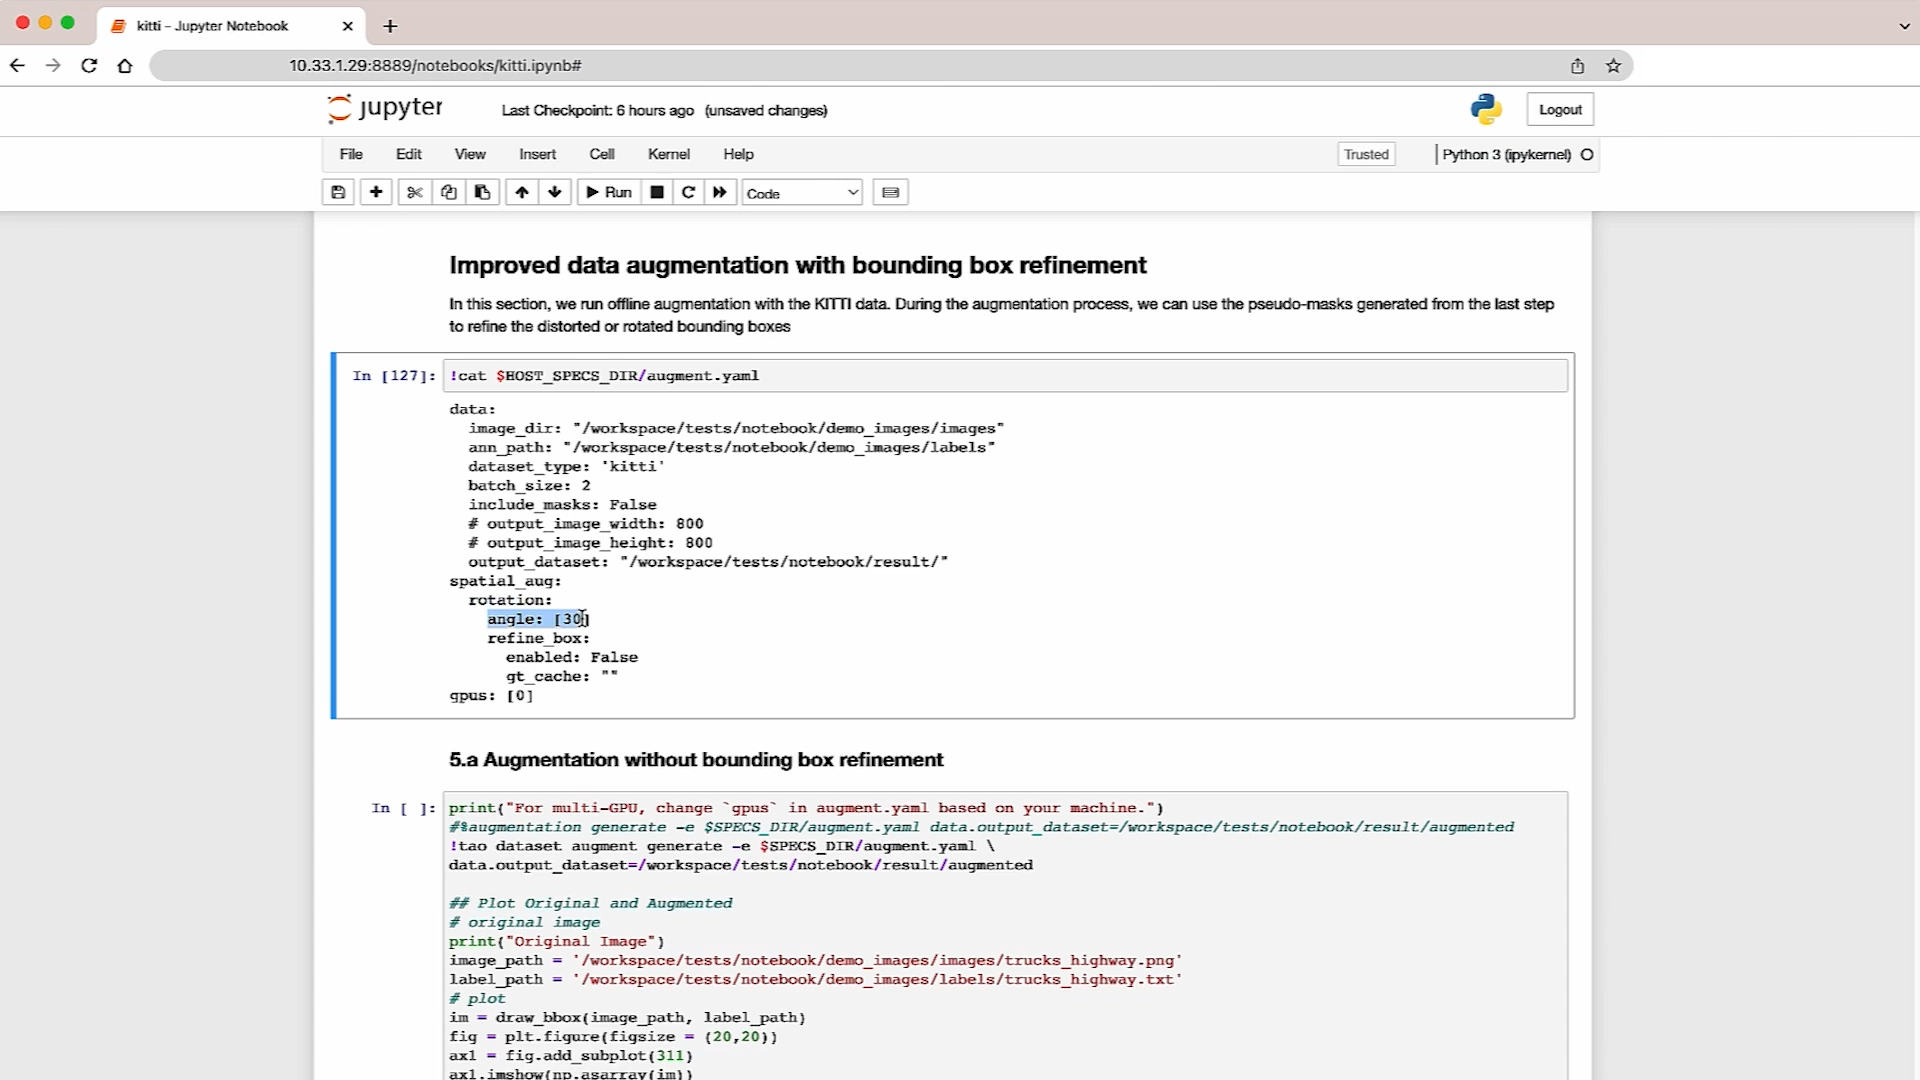 kitti - Jupyter Notebook
10.33.1.29:8889/notebooks/kitti.ipynb#
jupyter
Last Checkpoint: 6 hours ago (unsaved changes)
Logout
File Edit View Insert Cell Kernel Help
Trusted
Python 3 (ipykernel)
Run
Code
Improved data augmentation with bounding box refinement
In this section, we run offline augmentation with the KITTI data. During the augmentation process, we can use the pseudo-masks generated from the last step
to refine the distorted or rotated bounding boxes
In [127]: !cat $HOST_SPECS_DIR/augment.yaml
data:
  image_dir: "/workspace/tests/notebook/demo_images/images"
  ann_path: "/workspace/tests/notebook/demo_images/labels"
  dataset_type: 'kitti'
  batch_size: 2
  include_masks: False
  # output_image_width: 800
  # output_image_height: 800
  output_dataset: "/workspace/tests/notebook/result/"
spatial_aug:
  rotation:
    angle: [30]
    refine_box:
      enabled: False
      gt_cache: ""
gpus: [0]
5.a Augmentation without bounding box refinement
In [ ]: print("For multi-GPU, change `gpus` in augment.yaml based on your machine.")
#%augmentation generate -e $SPECS_DIR/augment.yaml data.output_dataset=/workspace/tests/notebook/result/augmented
!tao dataset augment generate -e $SPECS_DIR/augment.yaml \
data.output_dataset=/workspace/tests/notebook/result/augmented
## Plot Original and Augmented
# original image
print("Original Image")
image_path = '/workspace/tests/notebook/demo_images/images/trucks_highway.png'
label_path = '/workspace/tests/notebook/demo_images/labels/trucks_highway.txt'
# plot
im = draw_bbox(image_path, label_path)
fig = plt.figure(figsize = (20,20))
ax1 = fig.add_subplot(311)
ax1.imshow(np.asarray(im))